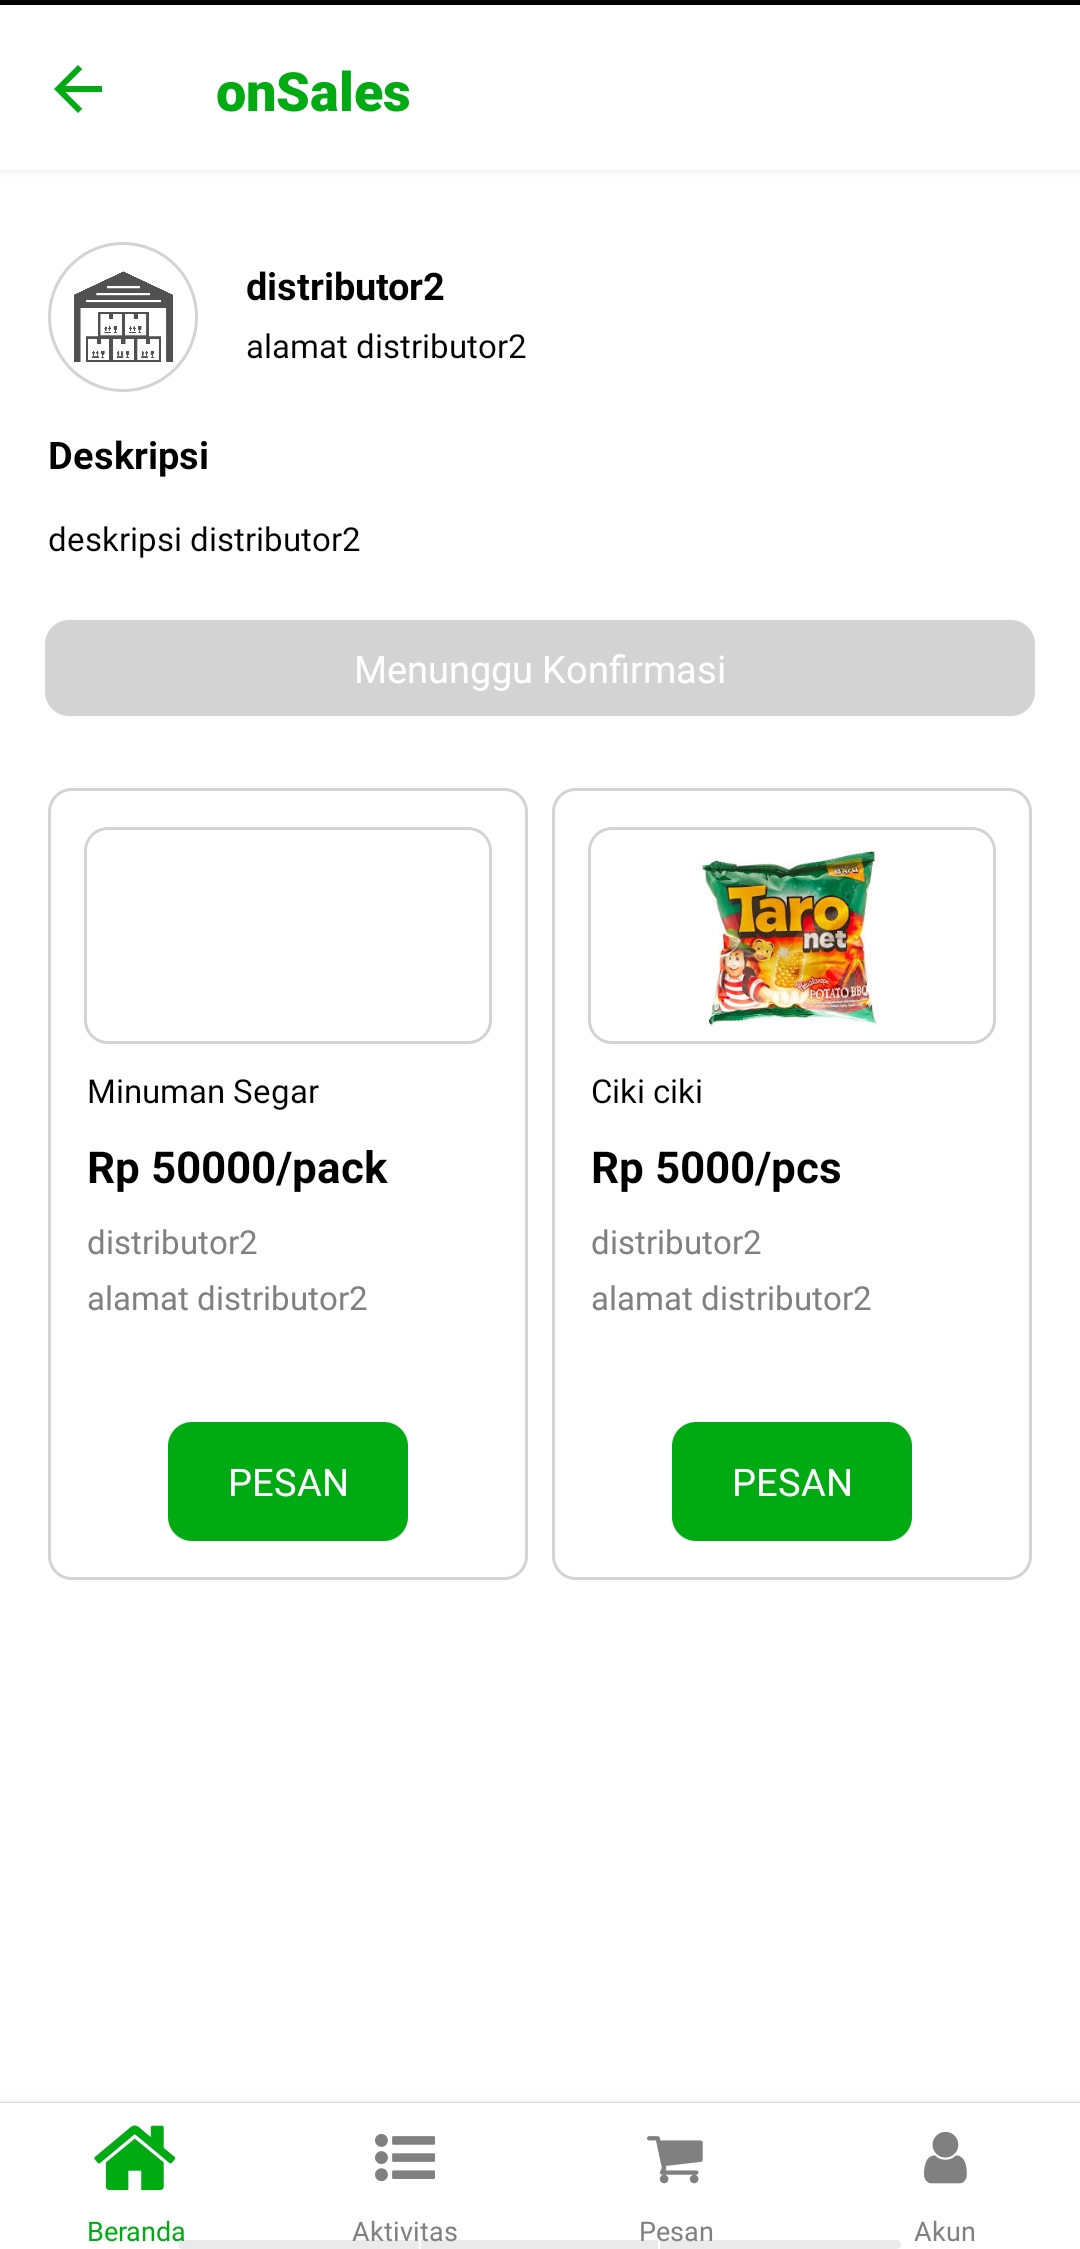 onSales
distributor2
alamat distributor2
Deskripsi
deskripsi distributor2
Menunggu Konfirmasi
Baru
Taro
net
POTATO BBQ
Minuman Segar
Rp 50000/pack
distributor2
alamat distributor2
PESAN
Ciki ciki
Rp 5000/pcs
distributor2
alamat distributor2
PESAN
Beranda
Aktivitas
Pesan
Akun